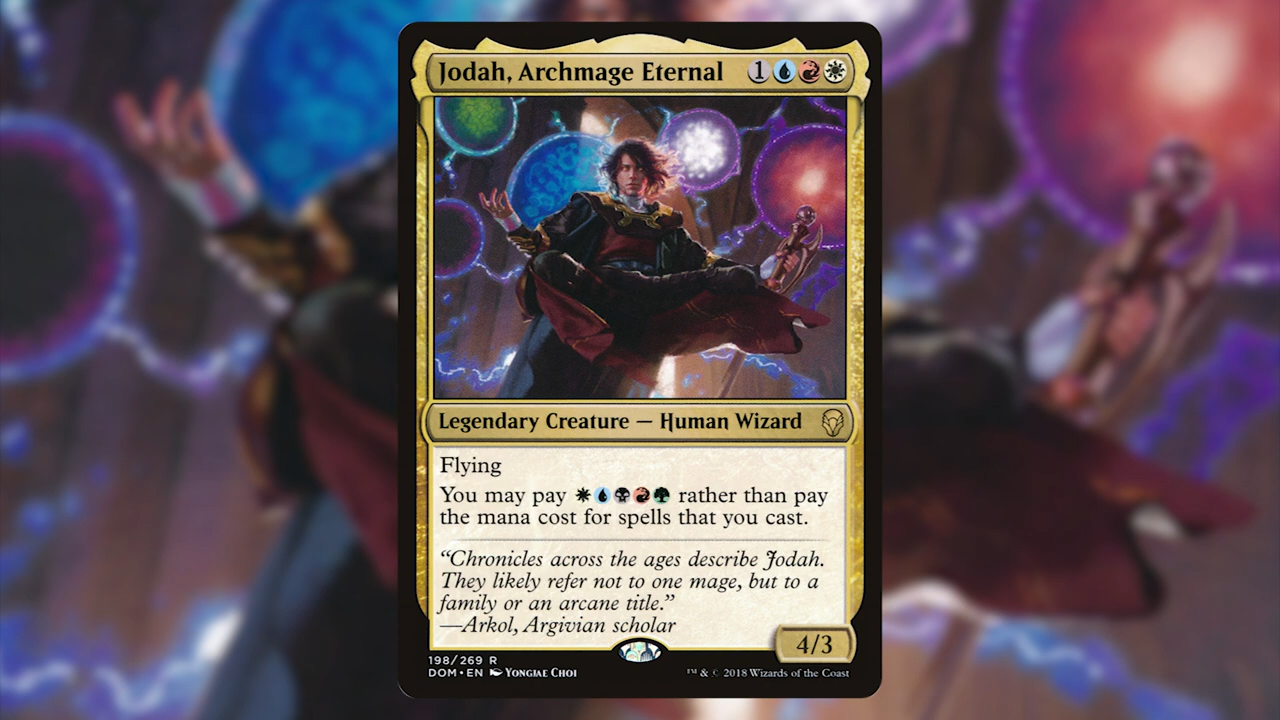 Jodah, Archmage Eternal 1
Legendary Creature — Human Wizard
Flying
You may pay rather than pay
the mana cost for spells that you cast.
“Chronicles across the ages describe Jodah.
They likely refer not to one mage, but to a
family or an arcane title.”
—Arkol, Argivian scholar
4/3
198/269 R
DOM • EN Yongjae Choi
™ & © 2018 Wizards of the Coast